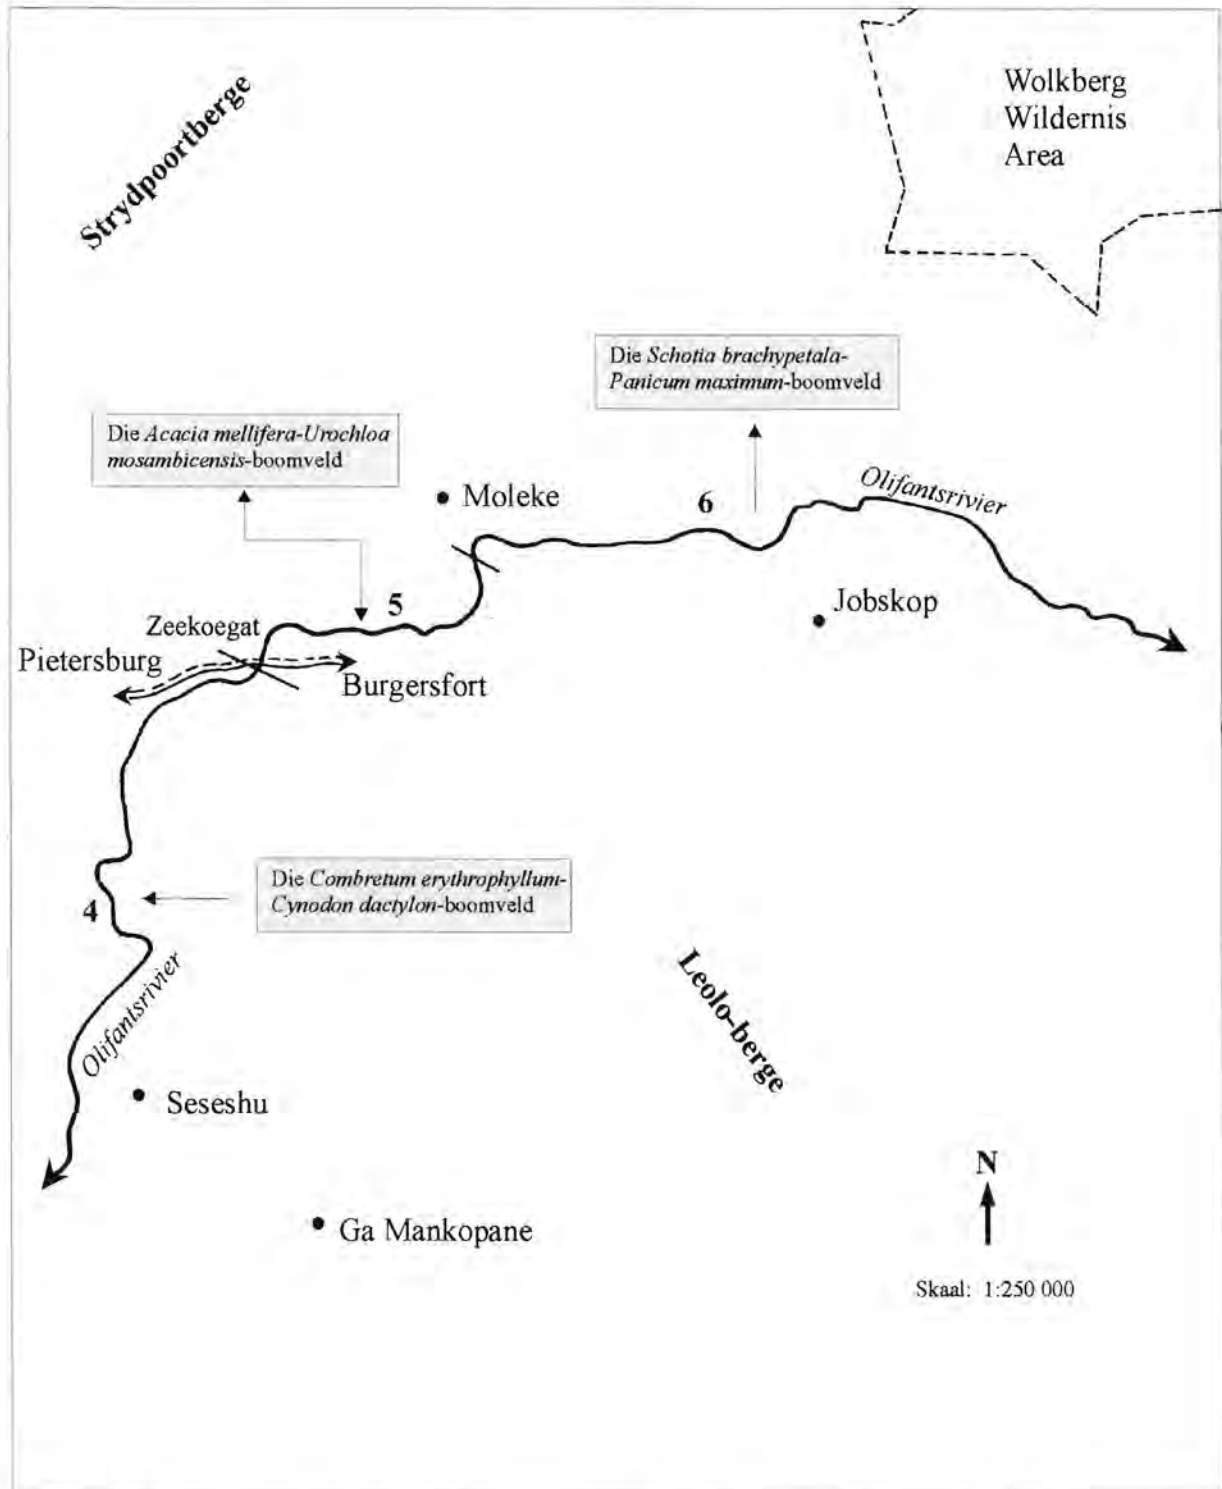 Strydpoortberge
Wolkberg
Wildernis
Area
Die Schotia brachypetala-
Panicum maximum-boomveld
Die Acacia mellifera-Urochloa
mosambicensis-boomveld
Moleke
6
Olifantsrivier
5
Jobskop
Zeekoegat
Pietersburg
Burgersfort
Die Combretum erythrophyllum-
Cynodon dactylon-boomveld
4
Olifantsrivier
Leolo-berge
Seseshu
N
Ga Mankopane
Skaal: 1:250 000